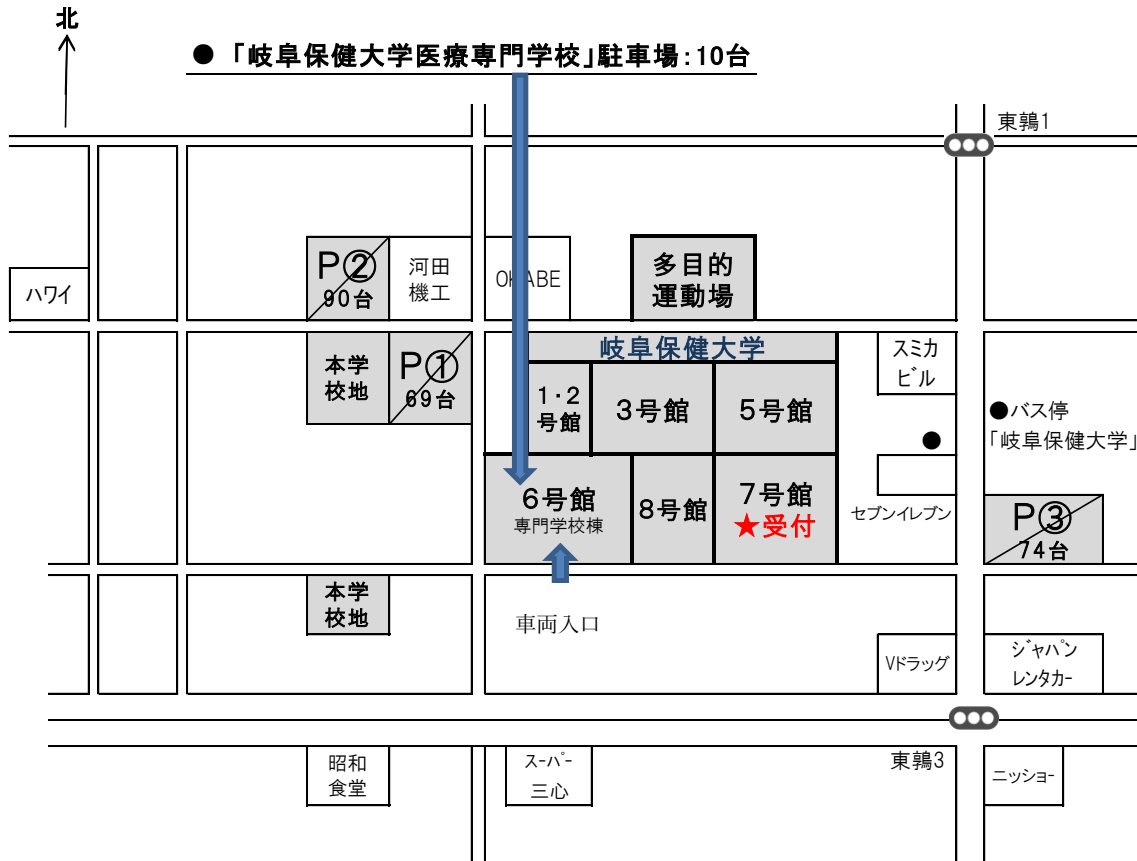 北
● 「岐阜保健大学医療専門学校」駐車場：10台
東鶉1
P②
90台
河田
機工
OKABE
多目的
運動場
ハワイ
本学
校地
P①
69台
岐阜保健大学
1・2
号館
3号館
5号館
スミカ
ビル
●バス停
「岐阜保健大学」
●
6号館
専門学校棟
8号館
7号館
★受付
セブンイレブン
P③
74台
本学
校地
車両入口
Vドラッグ
ジャパン
レンタカー
昭和
食堂
スーパー
三心
東鶉3
ニッショー